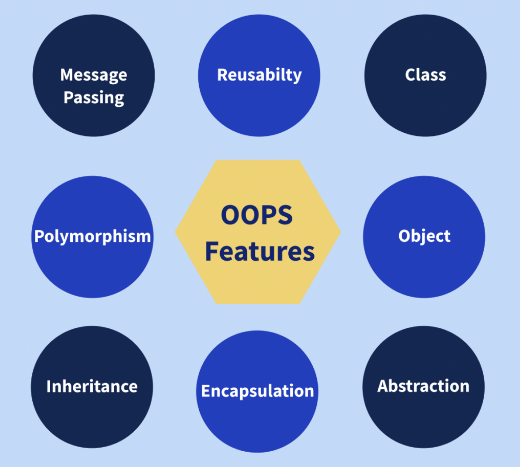 Message
Passing
Reusabilty
Class
Polymorphism
OOPS
Features
Object
Inheritance
Encapsulation
Abstraction